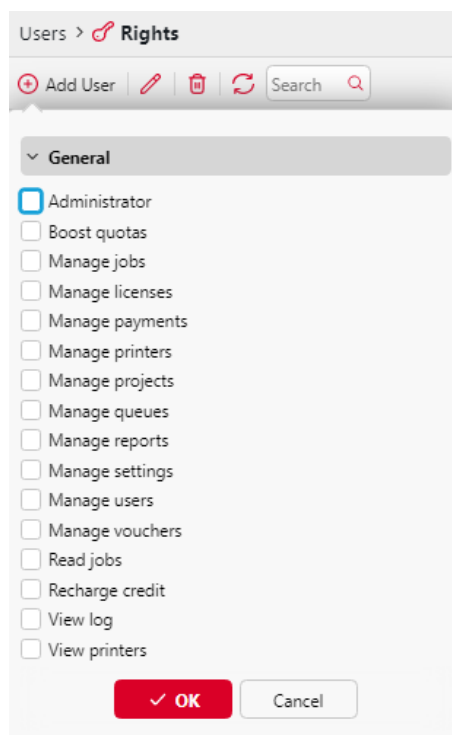 Users > Rights
Add User Search
General
Administrator
Boost quotas
Manage jobs
Manage licenses
Manage payments
Manage printers
Manage projects
Manage queues
Manage reports
Manage settings
Manage users
Manage vouchers
Read jobs
Recharge credit
View log
View printers
OK Cancel